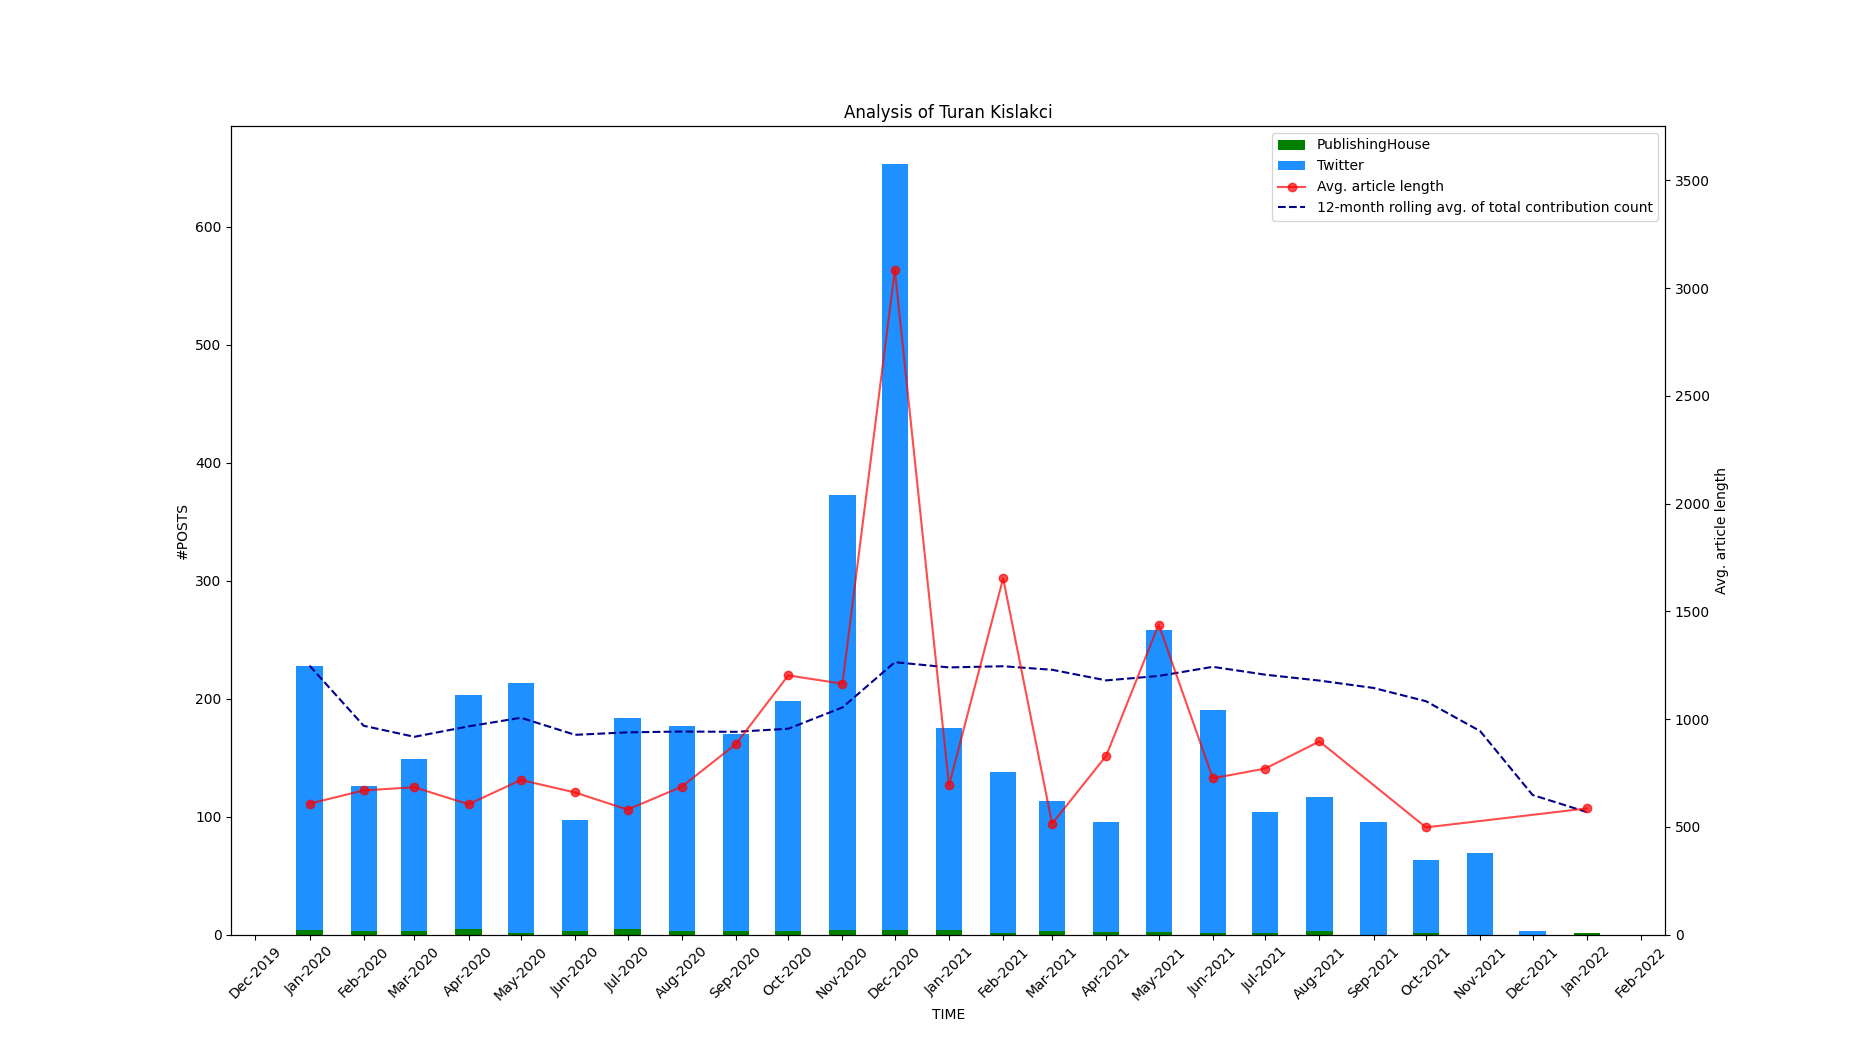 Analysis of Turan Kislakci
PublishingHouse
Twitter
Avg. article length
12-month rolling avg. of total contribution count
600
500
400
300
200
100
0
#POSTS
3500
3000
2500
2000
1500
1000
500
0
Avg. article length
Dec-2019
Jan-2020
Feb-2020
Mar-2020
Apr-2020
May-2020
Jun-2020
Jul-2020
Aug-2020
Sep-2020
Oct-2020
Nov-2020
Dec-2020
Jan-2021
Feb-2021
Mar-2021
Apr-2021
May-2021
Jun-2021
Jul-2021
Aug-2021
Sep-2021
Oct-2021
Nov-2021
Dec-2021
Jan-2022
Feb-2022
TIME